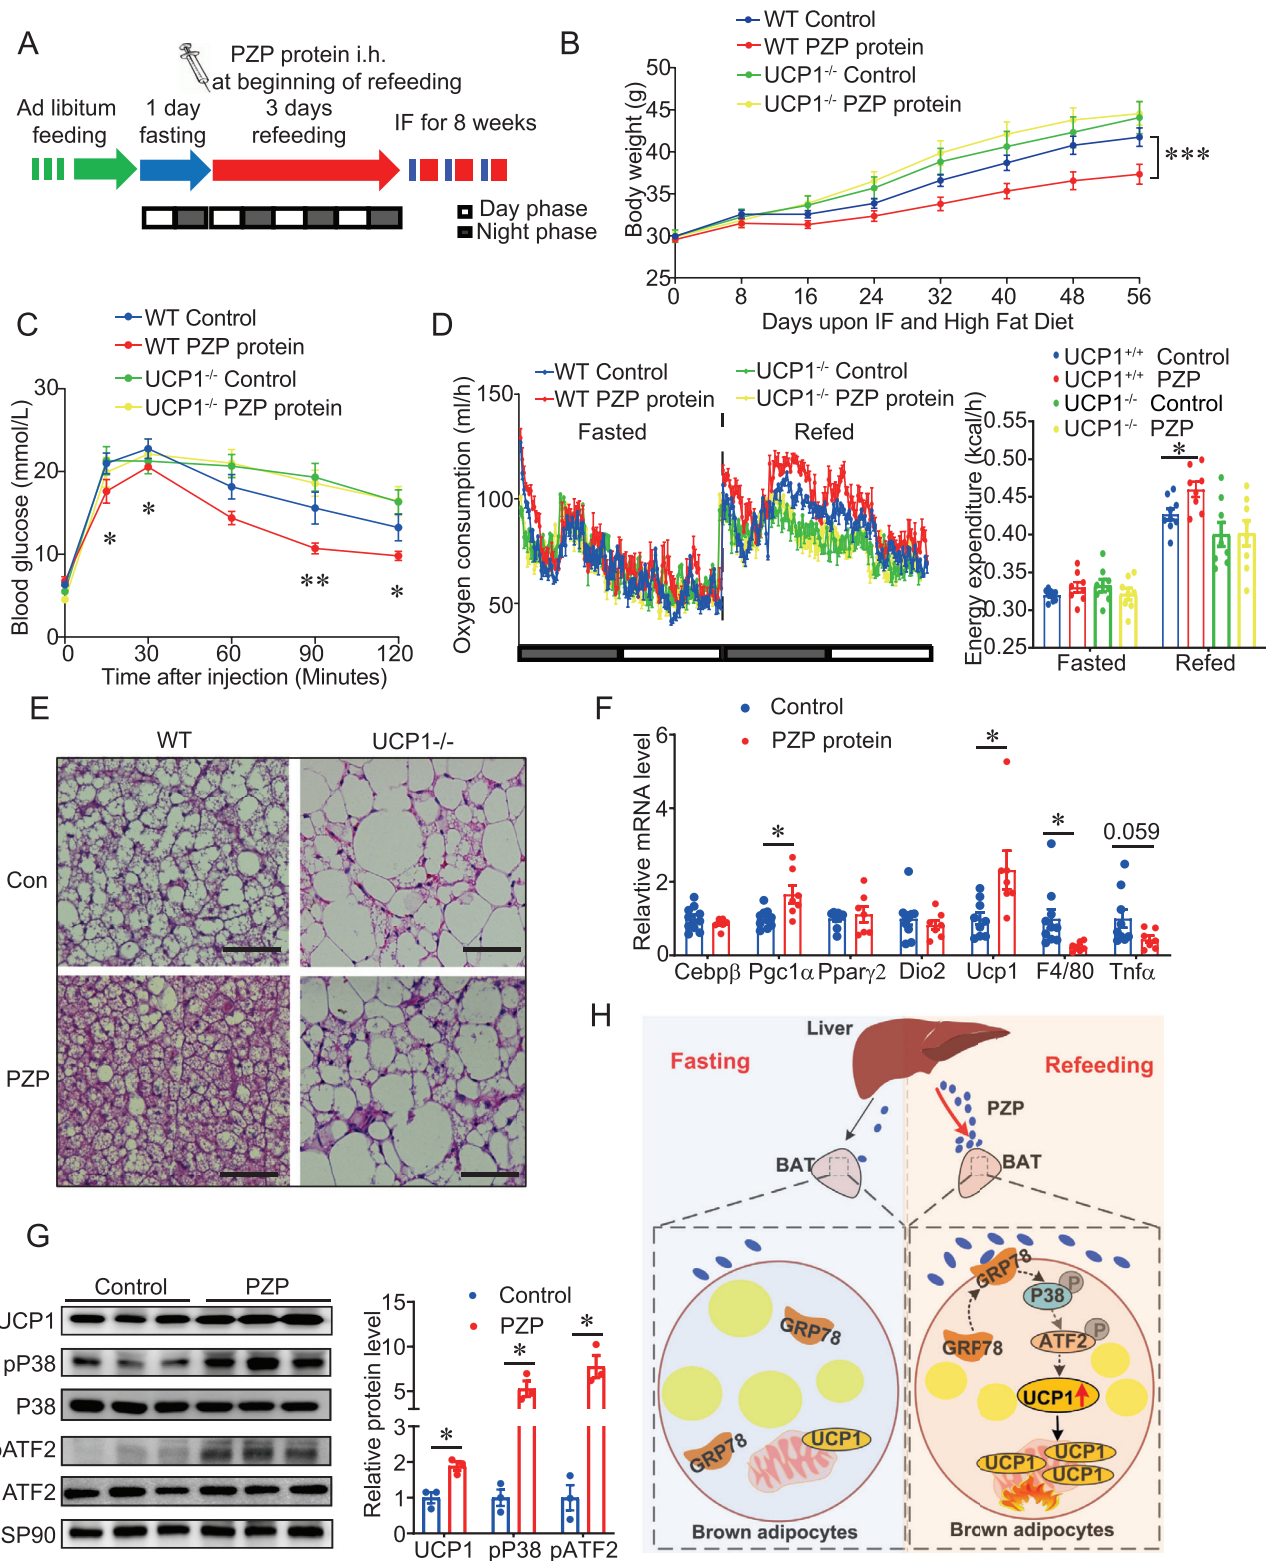 A
PZP protein i.h.
at beginning of refeeding
Ad libitum
feeding
1 day
fasting
3 days
refeeding
IF for 8 weeks
Day phase
Night phase
B
WT Control
WT PZP protein
UCP1-/- Control
UCP1-/- PZP protein
Body weight (g)
50
45
40
35
30
25
***
0 8 16 24 32 40 48 56
Days upon IF and High Fat Diet
C
WT Control
WT PZP protein
UCP1-/- Control
UCP1-/- PZP protein
Blood glucose (mmol/L)
30
20
10
0
*
*
**
*
0 30 60 90 120
Time after injection (Minutes)
D
WT Control
WT PZP protein
UCP1-/- Control
UCP1-/- PZP protein
Fasted
Refed
Oxygen consumption (ml/h)
150
100
50
UCP1+/+ Control
UCP1+/+ PZP
UCP1-/- Control
UCP1-/- PZP
Energy expenditure (kcal/h)
0.55
0.50
0.45
0.40
0.35
0.30
0.25
*
Fasted
Refed
E
WT
UCP1-/-
Con
PZP
F
Control
PZP protein
Relavtive mRNA level
6
4
2
0
*
*
*
0.059
Cebpβ Pgc1α Pparγ2 Dio2 Ucp1 F4/80 Tnfα
G
Control
PZP
UCP1
pP38
P38
pATF2
ATF2
SP90
Control
PZP
Relative protein level
15
10
5
3
2
1
0
*
*
*
UCP1 pP38 pATF2
H
Liver
Fasting
Refeeding
PZP
BAT
BAT
GRP78
GRP78
UCP1
Brown adipocytes
GRP78
P
P38
GRP78
ATF2
P
UCP1
UCP1
UCP1
UCP1
Brown adipocytes